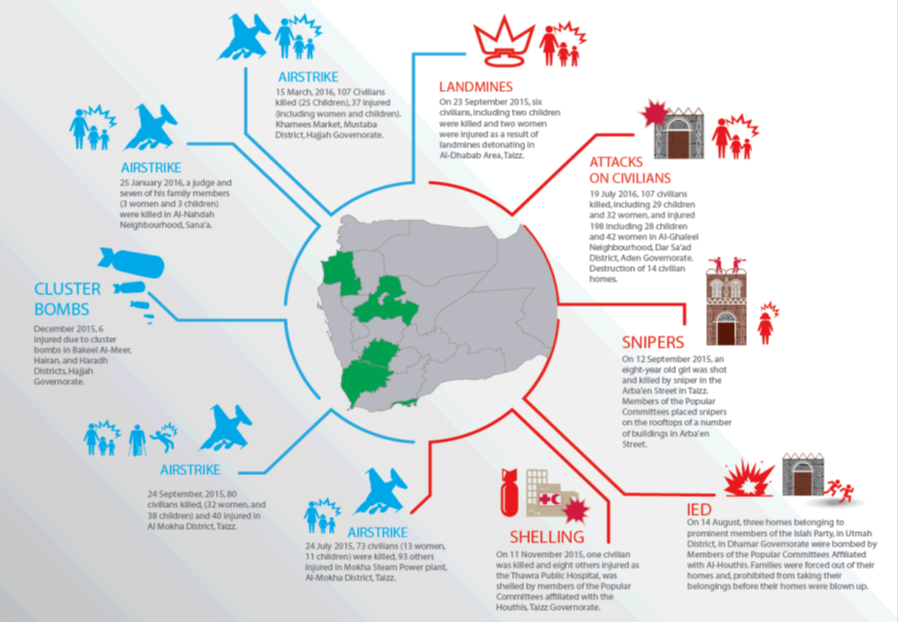 AIRSTRIKE
15 March, 2016, 107 Civilians
killed (25 Children), 37 injured
(including women and children).
Khamees Market, Mustaba
District, Hajjah Governorate.
LANDMINES
On 23 September 2015, six
civilians, including two children
were killed and two women
were injured as a result of
landmines detonating in
Al-Dhabab Area, Taizz.
AIRSTRIKE
25 January 2016, a judge and
seven of his family members
(3 women and 3 children)
were killed in Al-Nahdah
Neighbourhood, Sana'a.
ATTACKS
ON CIVILIANS
19 July 2016, 107 civilians
killed, including 29 children
and 32 women, and injured
198 including 28 children
and 42 women in Al-Ghaleel
Neighbourhood, Dar Sa'ad
District, Aden Governorate.
Destruction of 14 civilian
homes.
CLUSTER
BOMBS
December 2015, 6
injured due to cluster
bombs in Bakeel Al-Meer,
Hairan, and Haradh
Districts, Hajjah
Governorate.
SNIPERS
On 12 September 2015, an
eight-year old girl was shot
and killed by sniper in the
Arba'en Street in Taizz.
Members of the Popular
Committees placed snipers
on the rooftops of a number
of buildings in Arba'en
Street.
AIRSTRIKE
24 September, 2015, 80
civilians killed, (32 women, and
38 children) and 40 injured in
Al Mokha District, Taizz.
AIRSTRIKE
24 July 2015, 73 civilians (13 women,
11 children) were killed, 93 others
injured in Mokha Steam Power plant,
Al-Mokha District, Taizz.
SHELLING
On 11 November 2015, one civilian
was killed and eight others injured as
the Thawra Public Hospital, was
shelled by members of the Popular
Committees affiliated with the
Houthis, Taizz Governorate.
IED
On 14 August, three homes belonging to
prominent members of the Islah Party, in Utmah
District, in Dhamar Governorate were bombed by
Members of the Popular Committees Affiliated
with Al-Houthis. Families were forced out of their
homes and, prohibited from taking their
belongings before their homes were blown up.